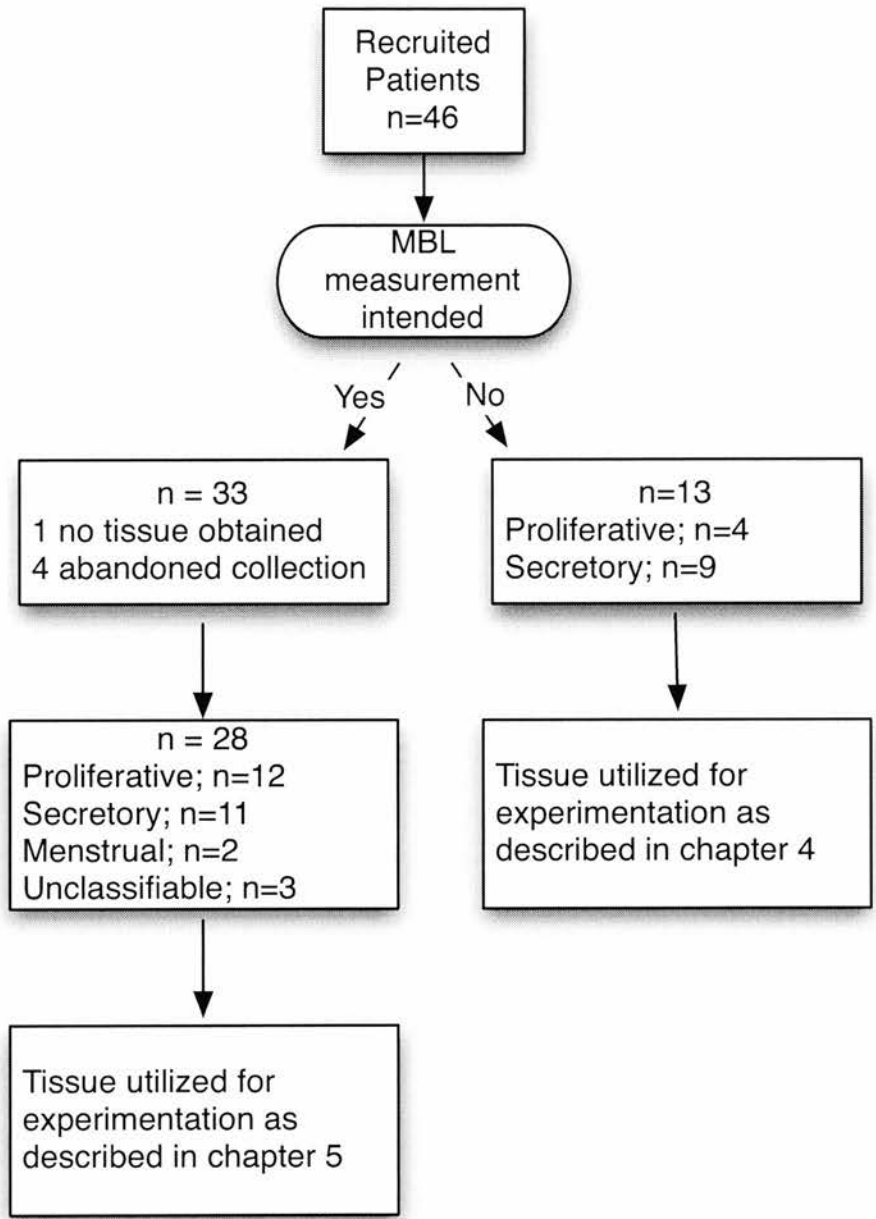 Recruited
Patients
n=46
MBL
measurement
intended
Yes
No
n = 33
1 no tissue obtained
4 abandoned collection
n=13
Proliferative; n=4
Secretory; n=9
n = 28
Proliferative; n=12
Secretory; n=11
Menstrual; n=2
Unclassifiable; n=3
Tissue utilized for
experimentation as
described in chapter 4
Tissue utilized for
experimentation as
described in chapter 5